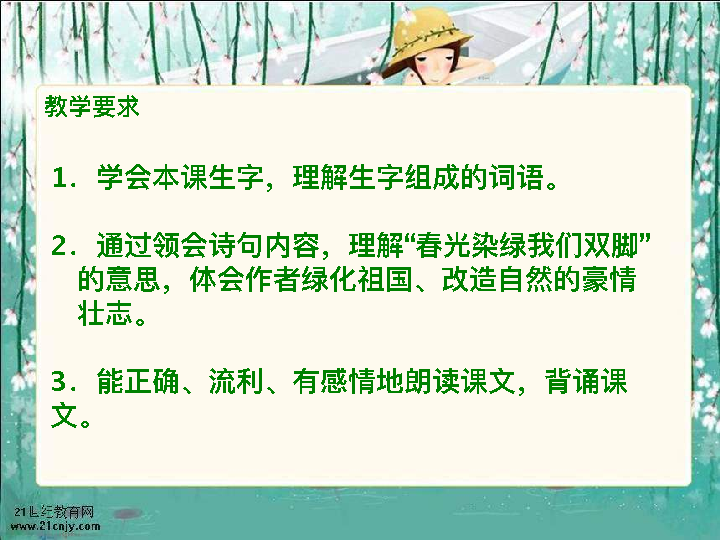 教学要求
1．学会本课生字，理解生字组成的词语。
2．通过领会诗句内容，理解“春光染绿我们双脚”
的意思，体会作者绿化祖国、改造自然的豪情
壮志。
3．能正确、流利、有感情地朗读课文，背诵课
文。
21世纪教育网
www.21cnjy.com